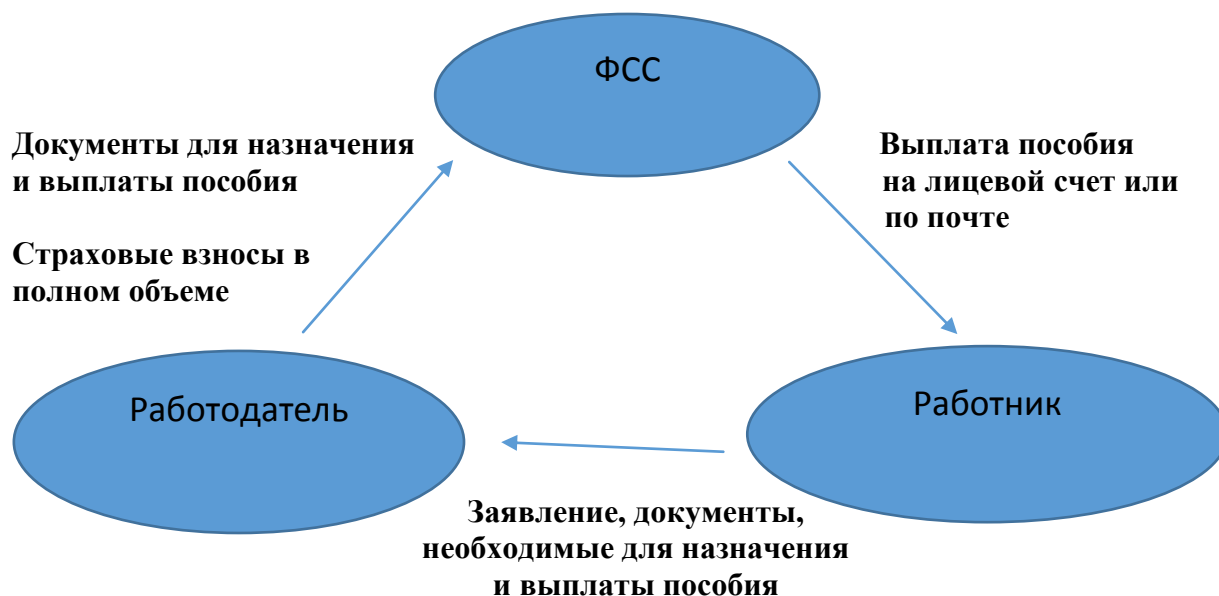 ФСС
Документы для назначения
и выплаты пособия
Страховые взносы в
полном объеме
Выплата пособия
на лицевой счет или
по почте
Работодатель
Работник
Заявление, документы,
необходимые для назначения
и выплаты пособия